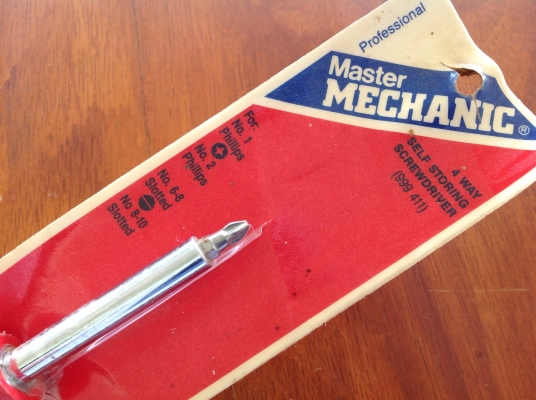 Professional
Master
MECHANIC®
4 WAY
SELF STORING
SCREWDRIVER
(699 411)
For:
No. 1
Phillips
No. 2
Phillips
No. 6-8
Slotted
No 8-10
Slotted